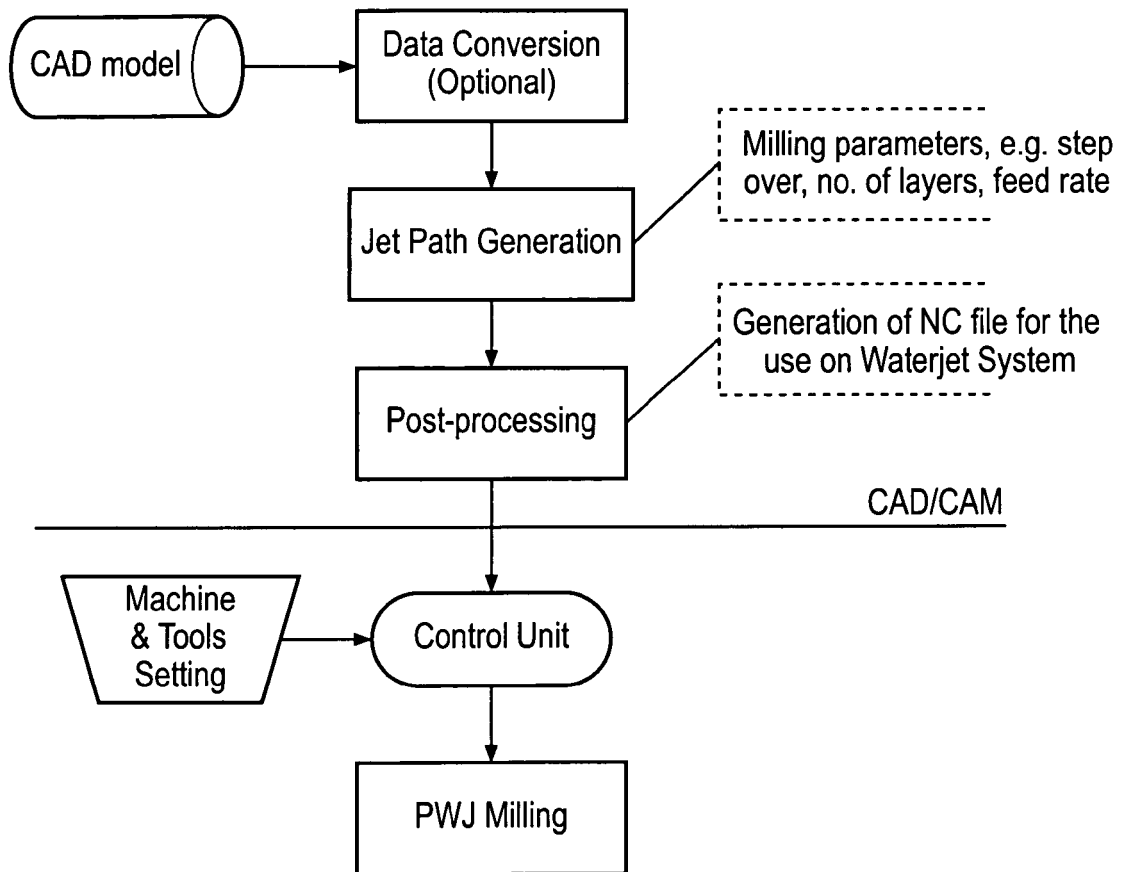 CAD model
Data Conversion
(Optional)
Milling parameters, e.g. step
over, no. of layers, feed rate
Jet Path Generation
Generation of NC file for the
use on Waterjet System
Post-processing
CAD/CAM
Machine
& Tools
Setting
Control Unit
PWJ Milling